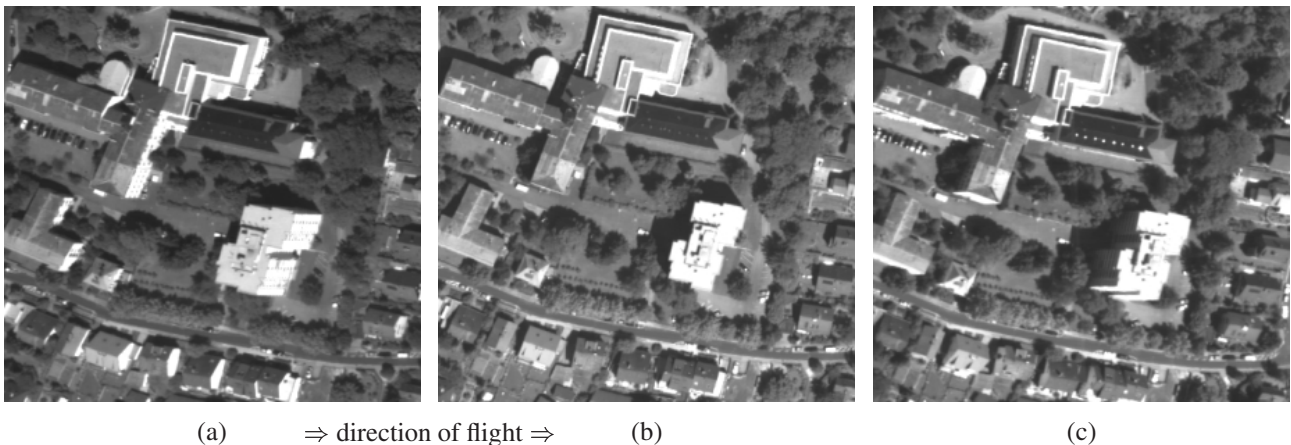 (a) ⇒ direction of flight ⇒ (b) (c)